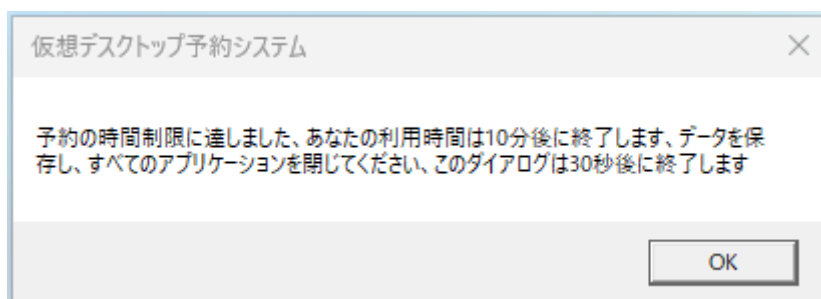 仮想デスクトップ予約システム
予約の時間制限に達しました、あなたの利用時間は10分後に終了します、データを保
存し、すべてのアプリケーションを閉じてください、このダイアログは30秒後に終了します
OK